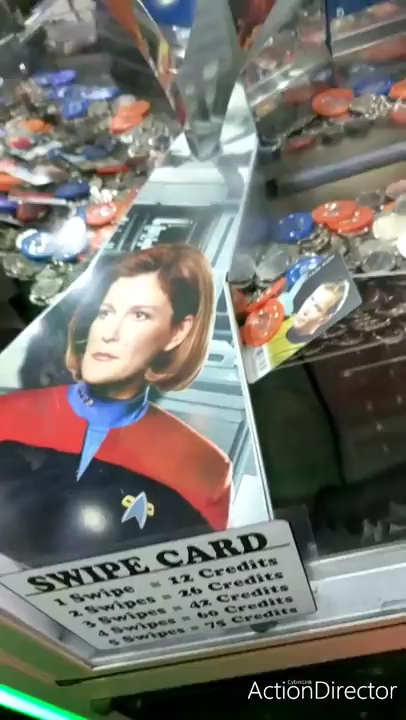 SWIPE CARD
1 Swipe = 12 Credits
2 Swipes = 26 Credits
3 Swipes = 42 Credits
4 Swipes = 60 Credits
5 Swipes = 75 Credits
CyberLink
ActionDirector